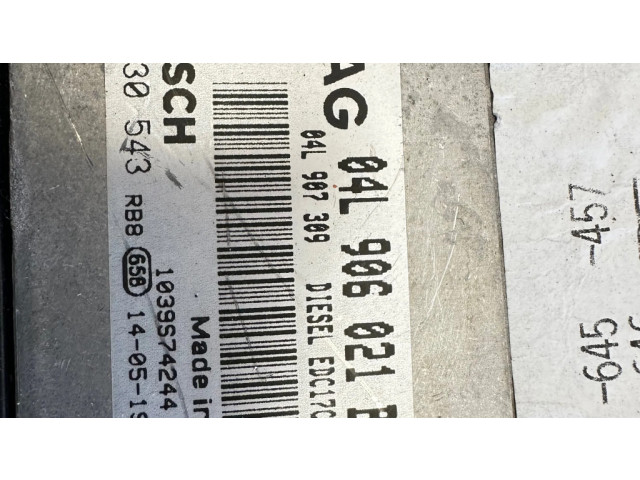 AG 04L 906 021
04L 907 309 DIESEL EDC17C
SCH
Made in
1039S74244
30 543 RB8 658 14-05-19
-457
-645